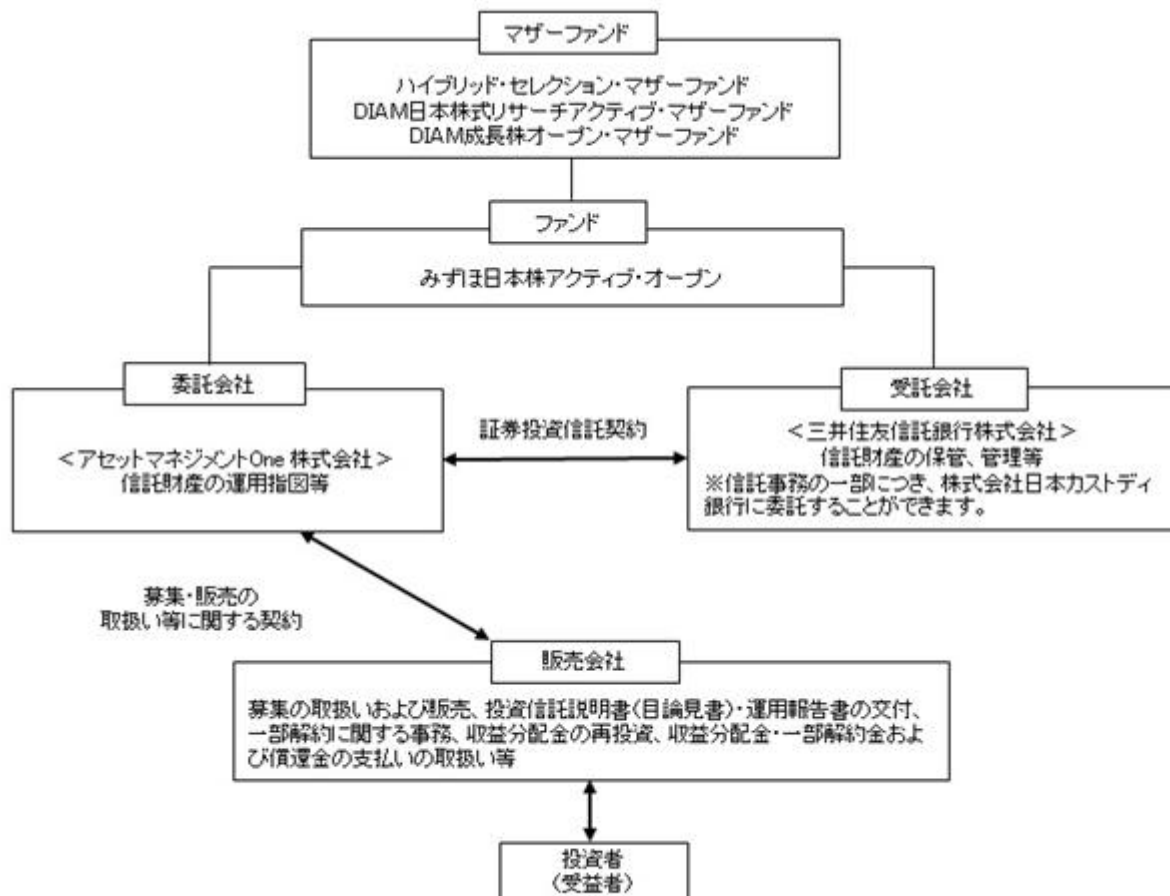 マザーファンド
ハイブリッド・セレクション・マザーファンド
DIAM日本株式リサーチアクティブ・マザーファンド
DIAM成長株オープン・マザーファンド
ファンド
みずほ日本株アクティブ・オープン
委託会社
＜アセットマネジメントOne 株式会社＞
信託財産の運用指図等
証券投資信託契約
受託会社
＜三井住友信託銀行株式会社＞
信託財産の保管、管理等
※信託事務の一部につき、株式会社日本カストディ
銀行に委託することができます。
募集・販売の
取扱い等に関する契約
販売会社
募集の取扱いおよび販売、投資信託説明書（目論見書）・運用報告書の交付、
一部解約に関する事務、収益分配金の再投資、収益分配金・一部解約金およ
び償還金の支払いの取扱い等
投資者
（受益者）